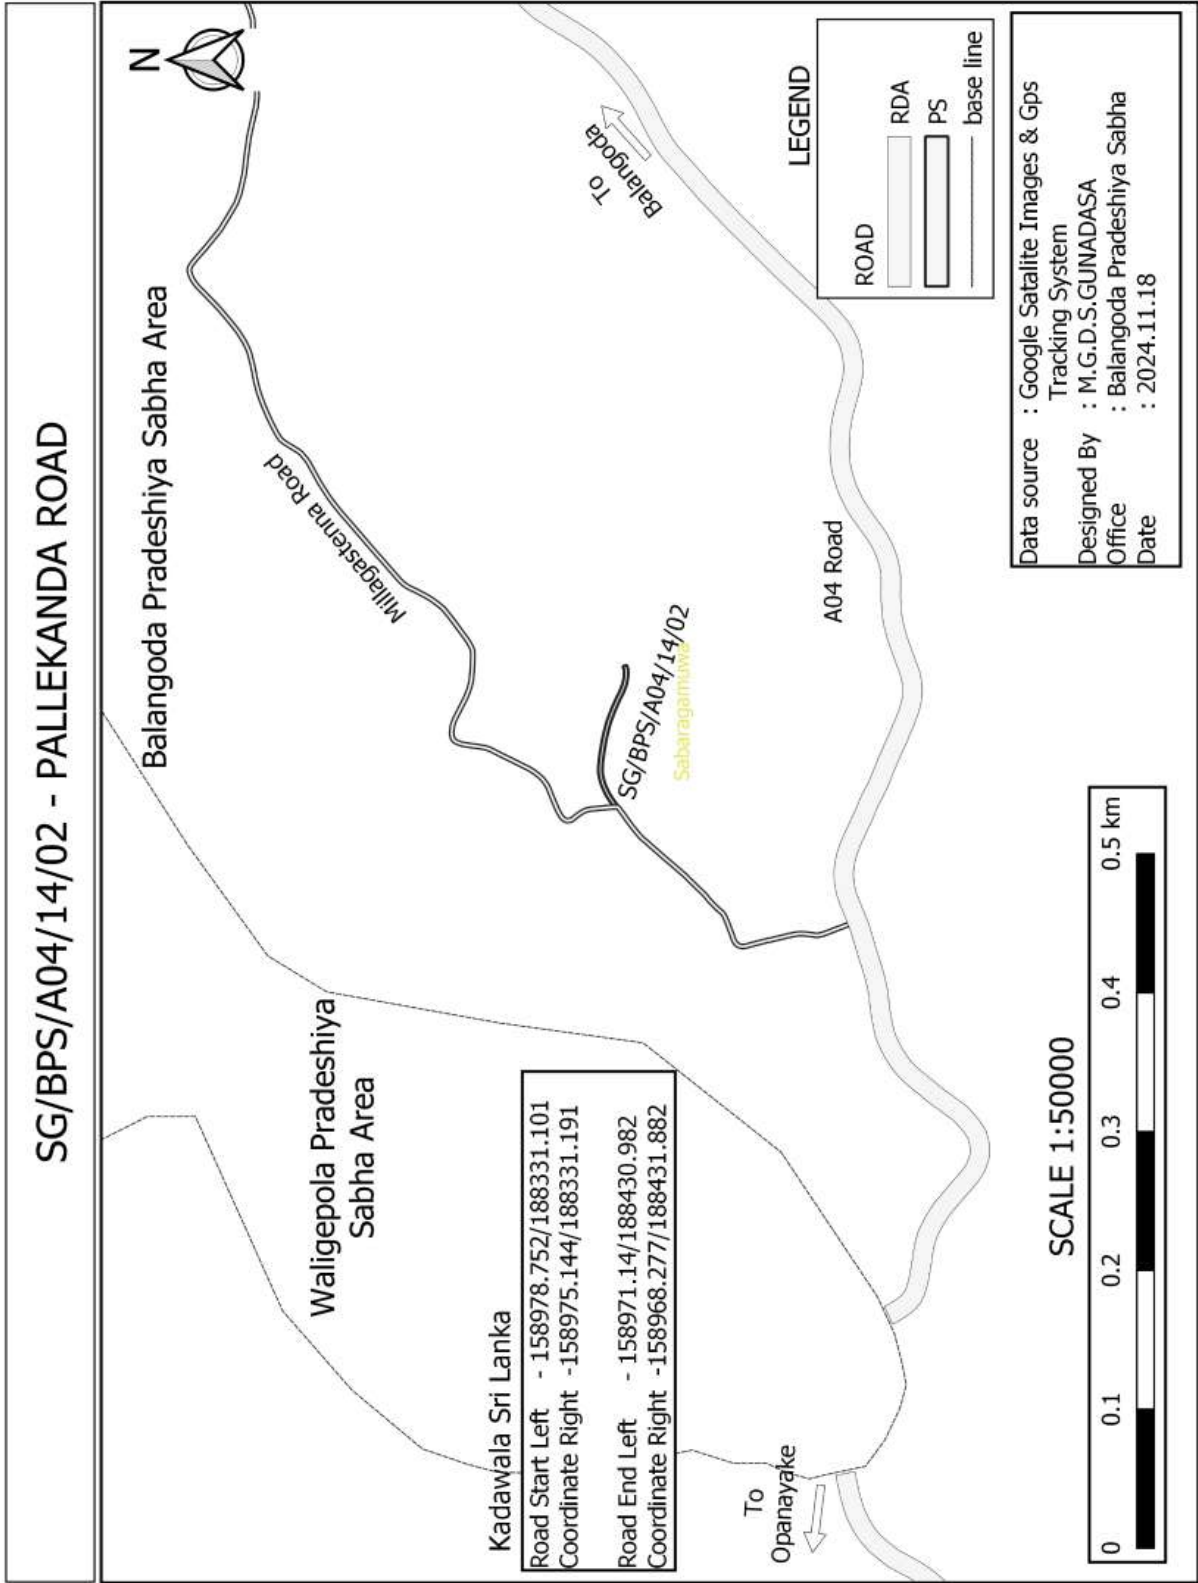 SG/BPS/A04/14/02 - PALLEKANDA ROAD
N
Balangoda Pradeshiya Sabha Area
Waligepola Pradeshiya
Sabha Area
Millagastenna Road
To
Balangoda
Kadawala Sri Lanka
Road Start Left - 158978.752/188331.101
Coordinate Right -158975.144/188331.191
Road End Left - 158971.14/188430.982
Coordinate Right -158968.277/188431.882
SG/BPS/A04/14/02
Sabaragamuwa
A04 Road
To
Opanayake
LEGEND
ROAD
RDA
PS
base line
SCALE 1:50000
0 0.1 0.2 0.3 0.4 0.5 km
Data source : Google Satalite Images & Gps
Tracking System
Designed By : M.G.D.S.GUNADASA
Office : Balangoda Pradeshiya Sabha
Date : 2024.11.18